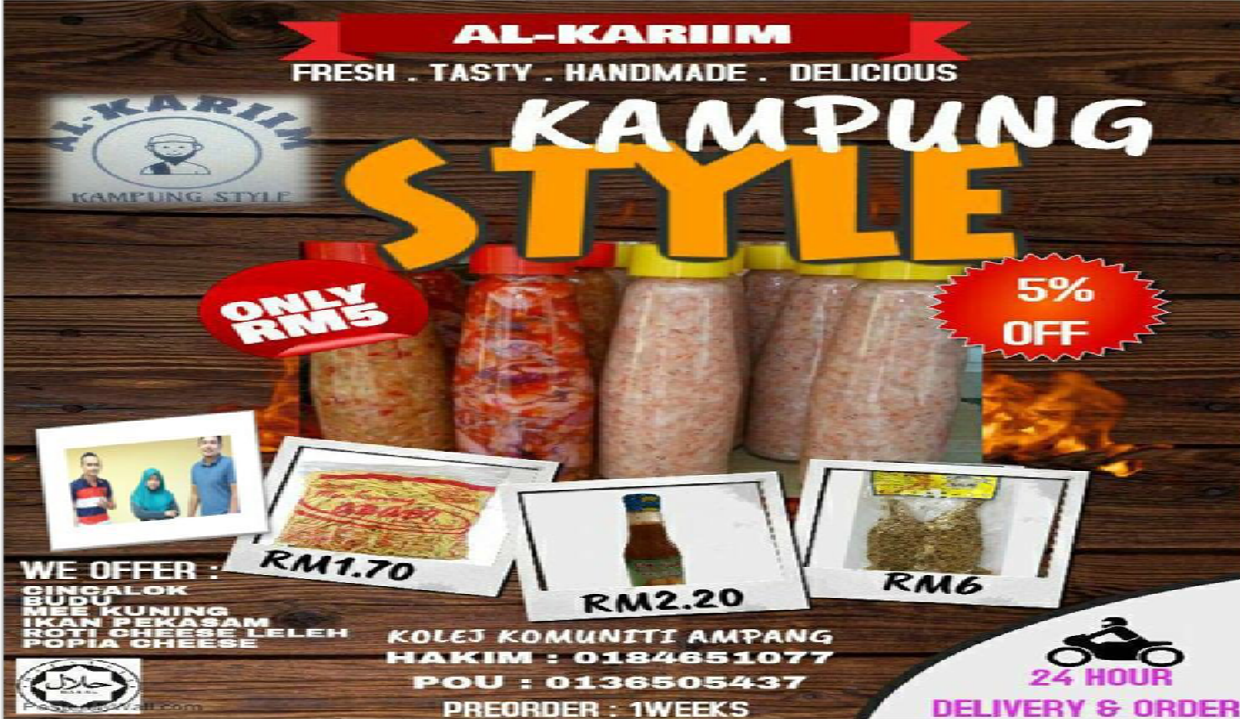 AL-KARIIM
FRESH . TASTY . HANDMADE . DELICIOUS
AL-KARIIM
KAMPUNG STYLE
KAMPUNG
STYLE
ONLY
RM5
5%
OFF
RM1.70
RM2.20
RM6
WE OFFER :
CINCALOK
BUDU
MEE KUNING
IKAN PEKASAM
ROTI CHEESE LELEH
POPIA CHEESE
KOLEJ KOMUNITI AMPANG
HAKIM : 0184651077
POU : 0136505437
PREORDER : 1WEEKS
حلال
24 HOUR
DELIVERY & ORDER